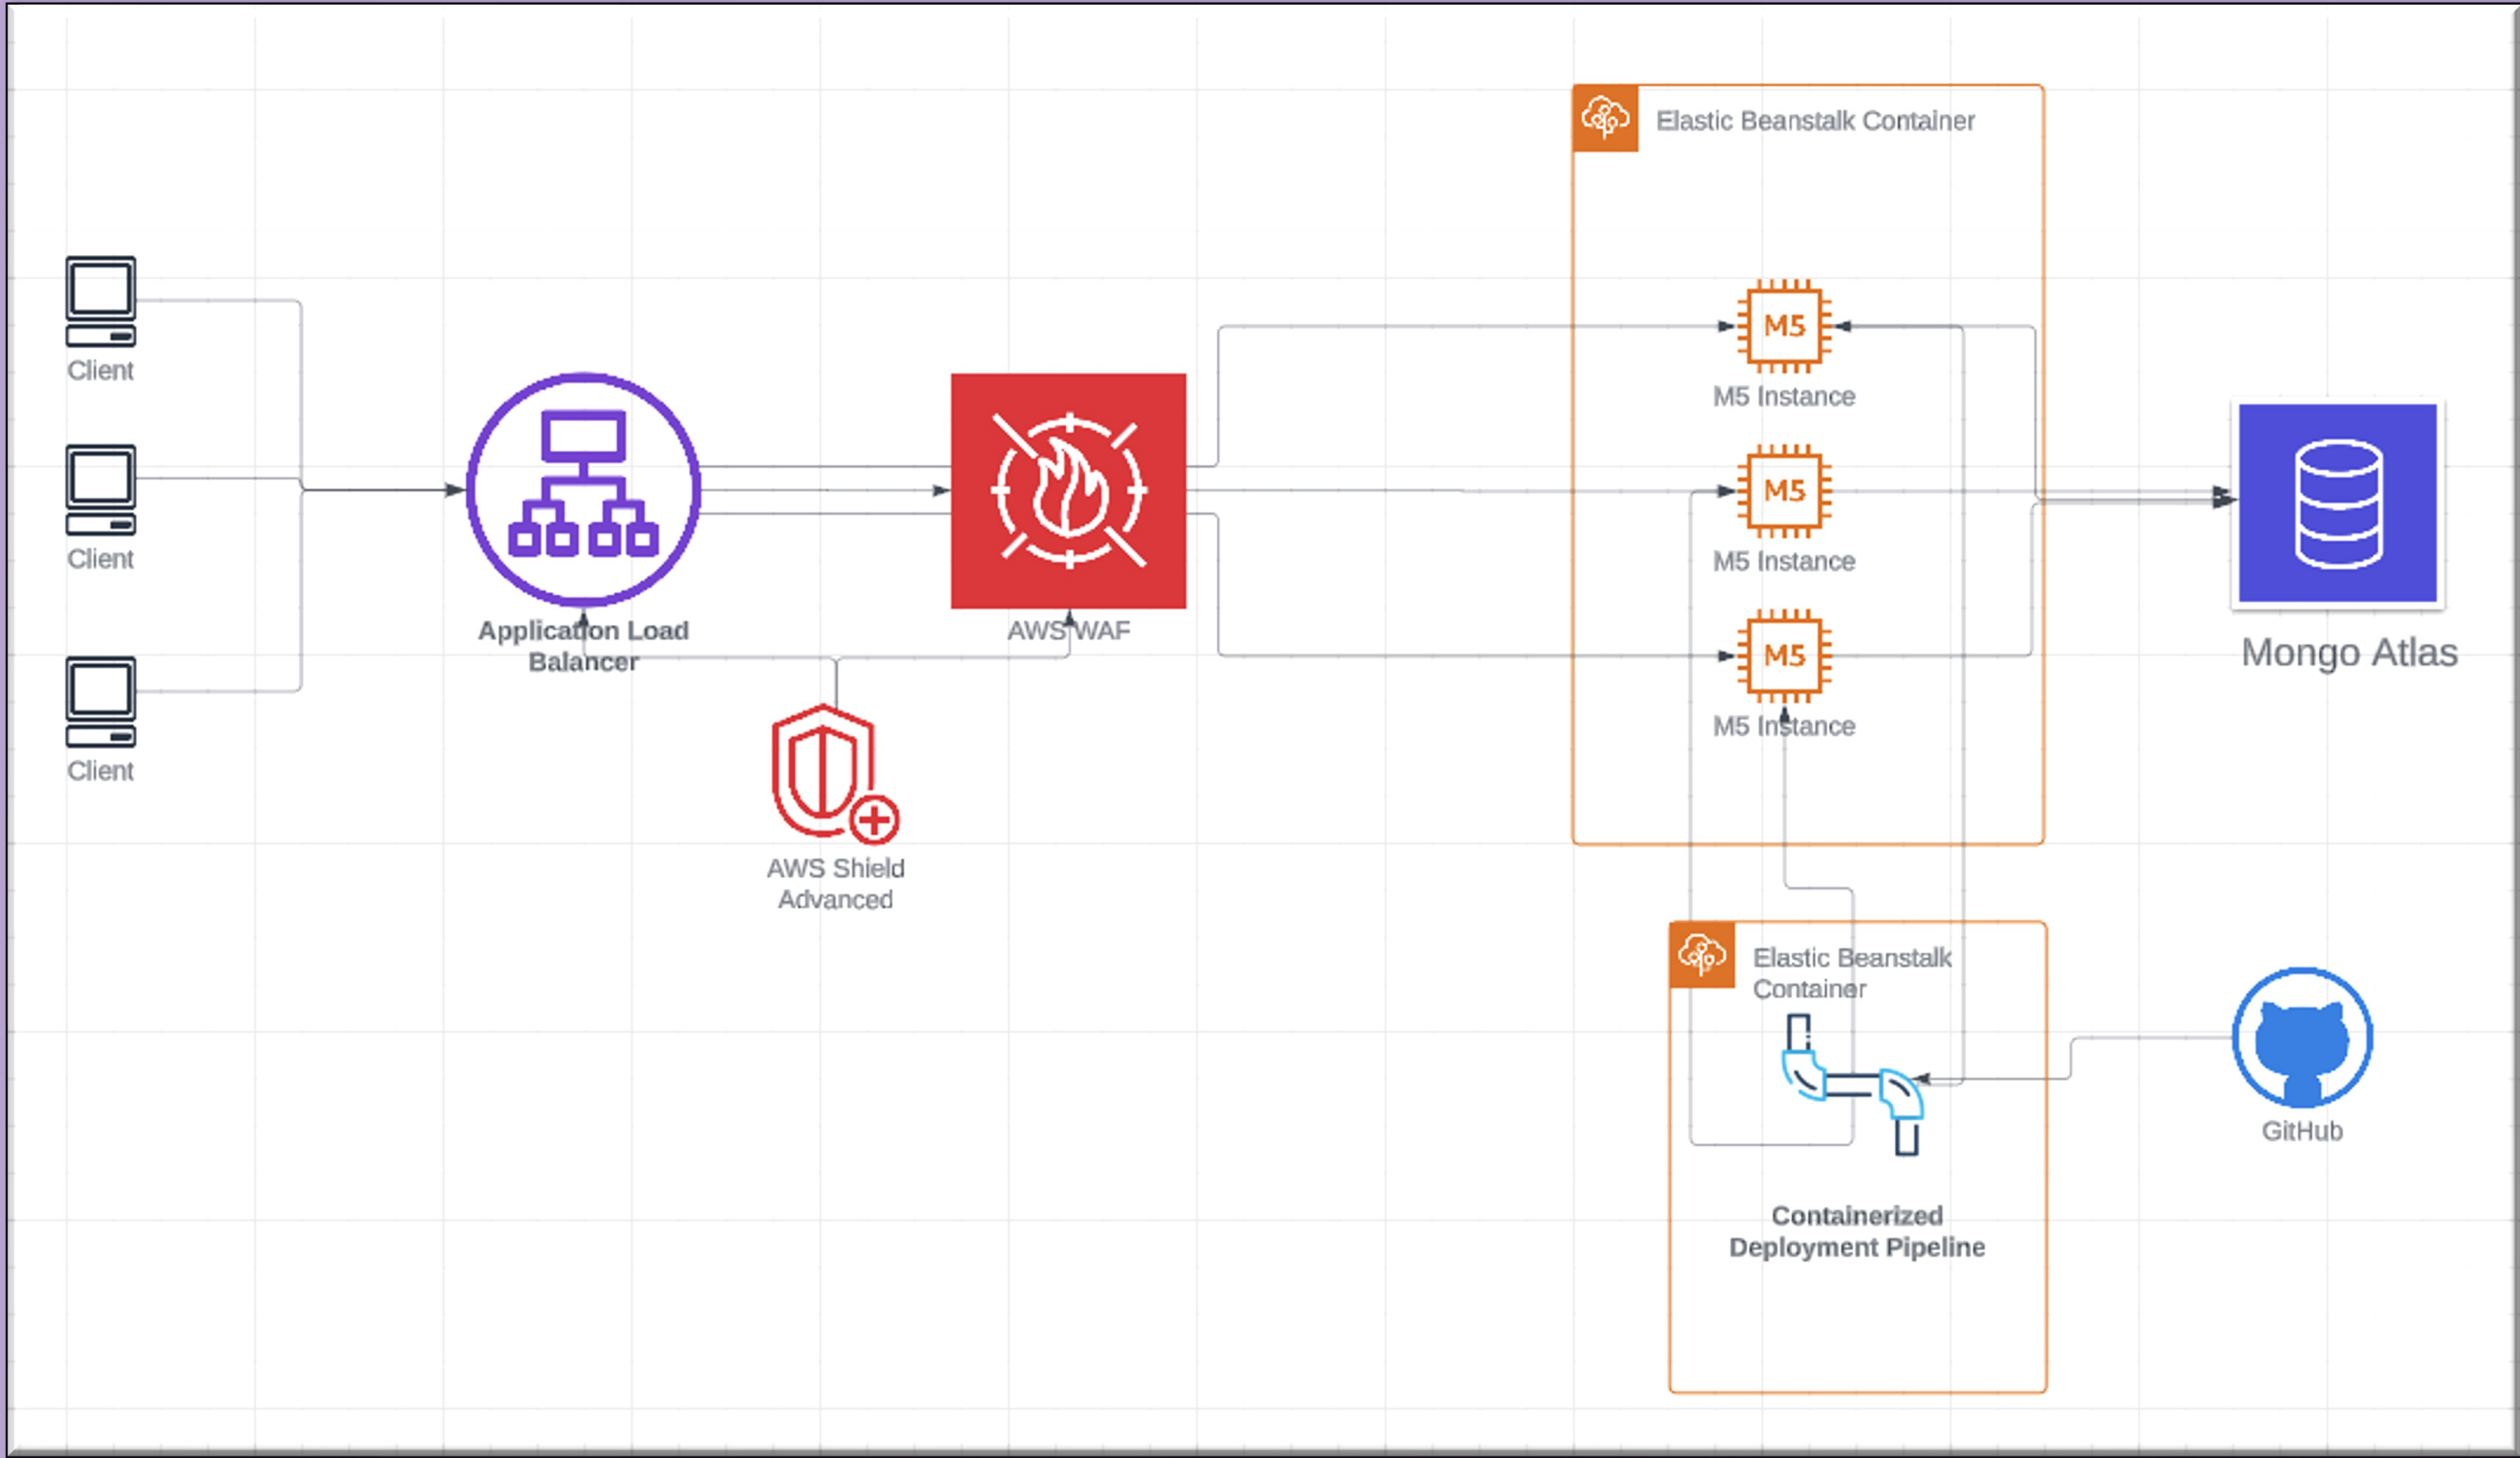 Elastic Beanstalk Container
Client
Client
Client
Application Load
Balancer
AWS WAF
AWS Shield
Advanced
M5
M5 Instance
M5
M5 Instance
M5
M5 Instance
Mongo Atlas
Elastic Beanstalk
Container
Containerized
Deployment Pipeline
GitHub